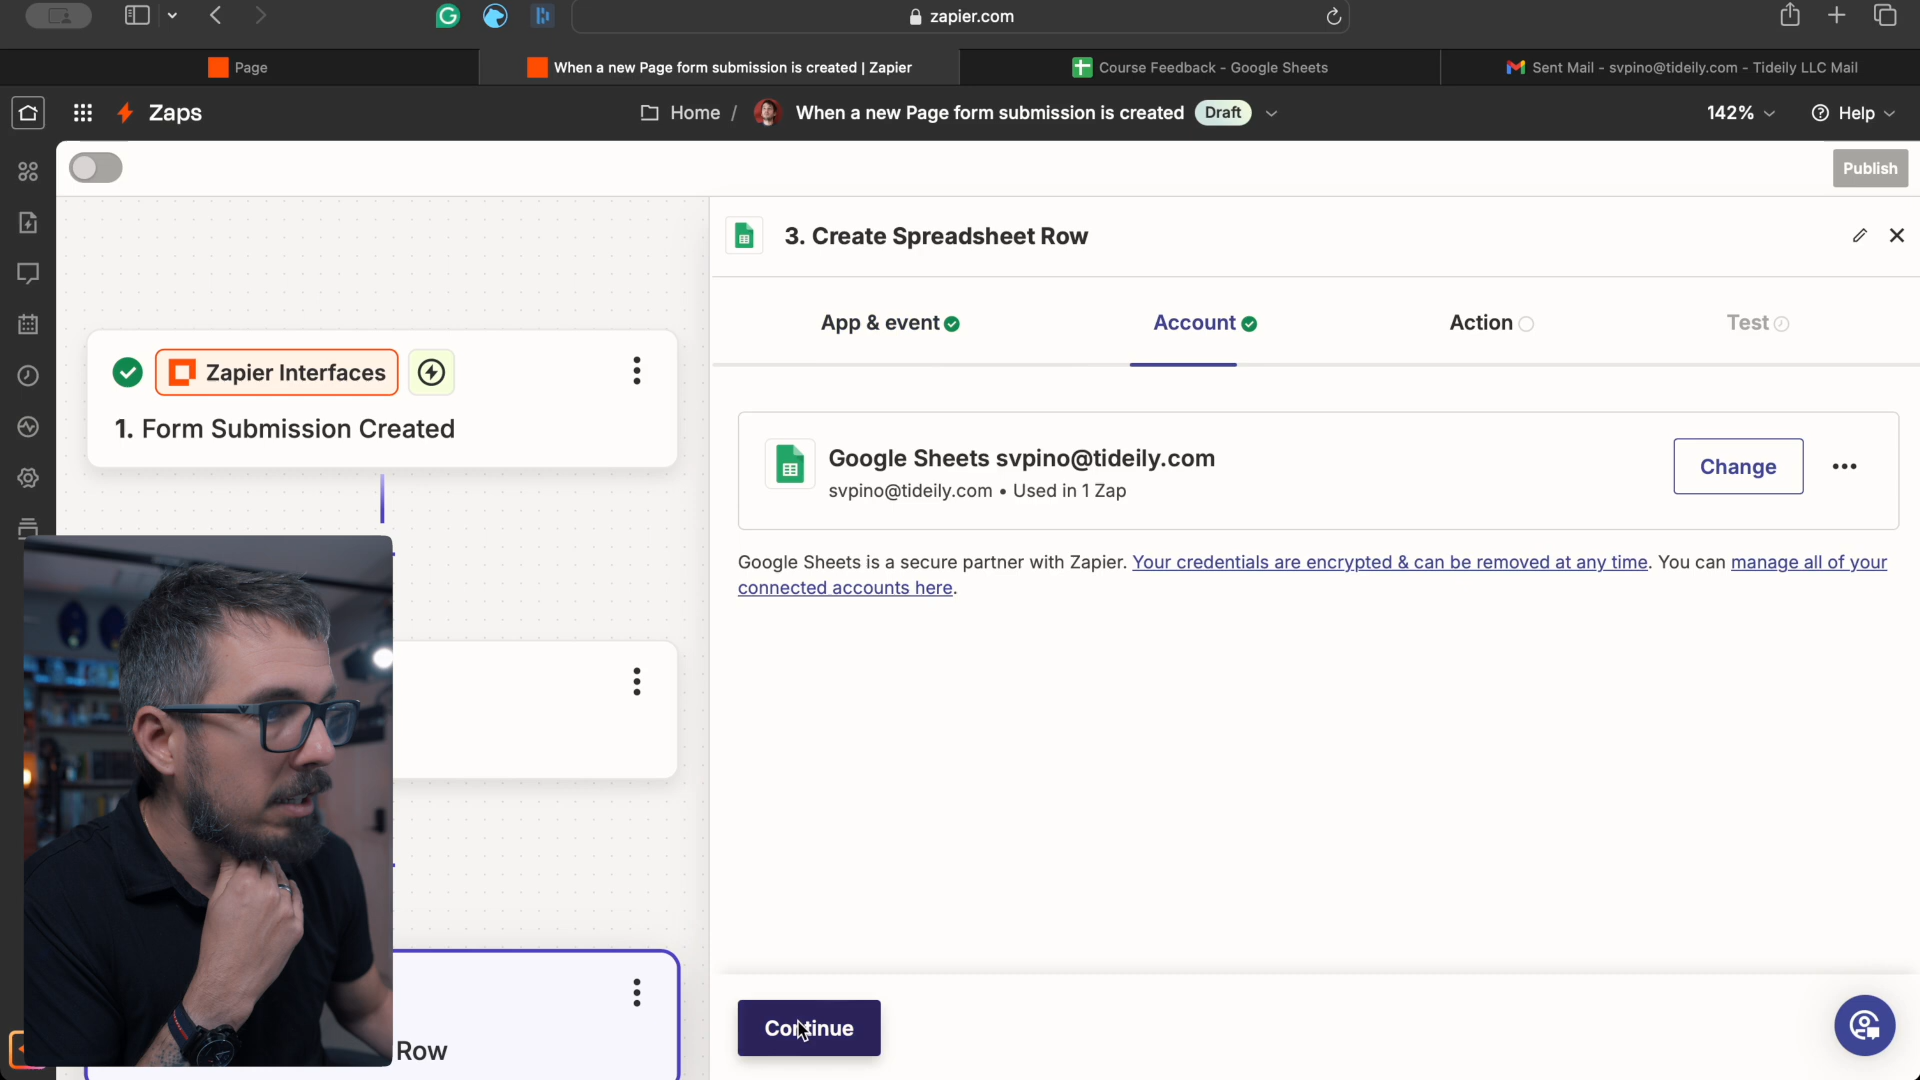 zapier.com
Page
When a new Page form submission is created | Zapier
Course Feedback - Google Sheets
Sent Mail - svpino@tideily.com - Tideily LLC Mail
Zaps
Home / When a new Page form submission is created Draft
142%
Help
Publish
3. Create Spreadsheet Row
App & event
Account
Action
Test
Zapier Interfaces
1. Form Submission Created
Google Sheets svpino@tideily.com
svpino@tideily.com • Used in 1 Zap
Change
Google Sheets is a secure partner with Zapier. Your credentials are encrypted & can be removed at any time. You can manage all of your
connected accounts here.
Continue
Row